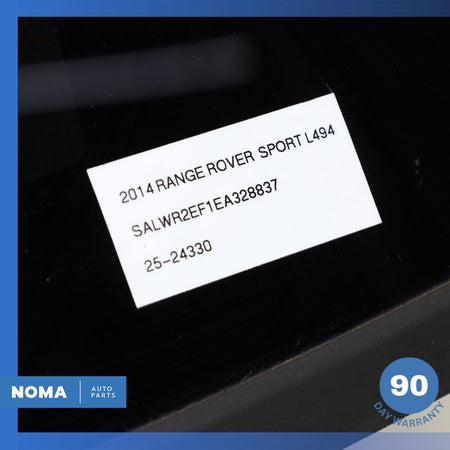 2014 RANGE ROVER SPORT L494
SALWR2EF1EA328837
25-24330
NOMA
AUTO
PARTS
90
DAY WARRANTY